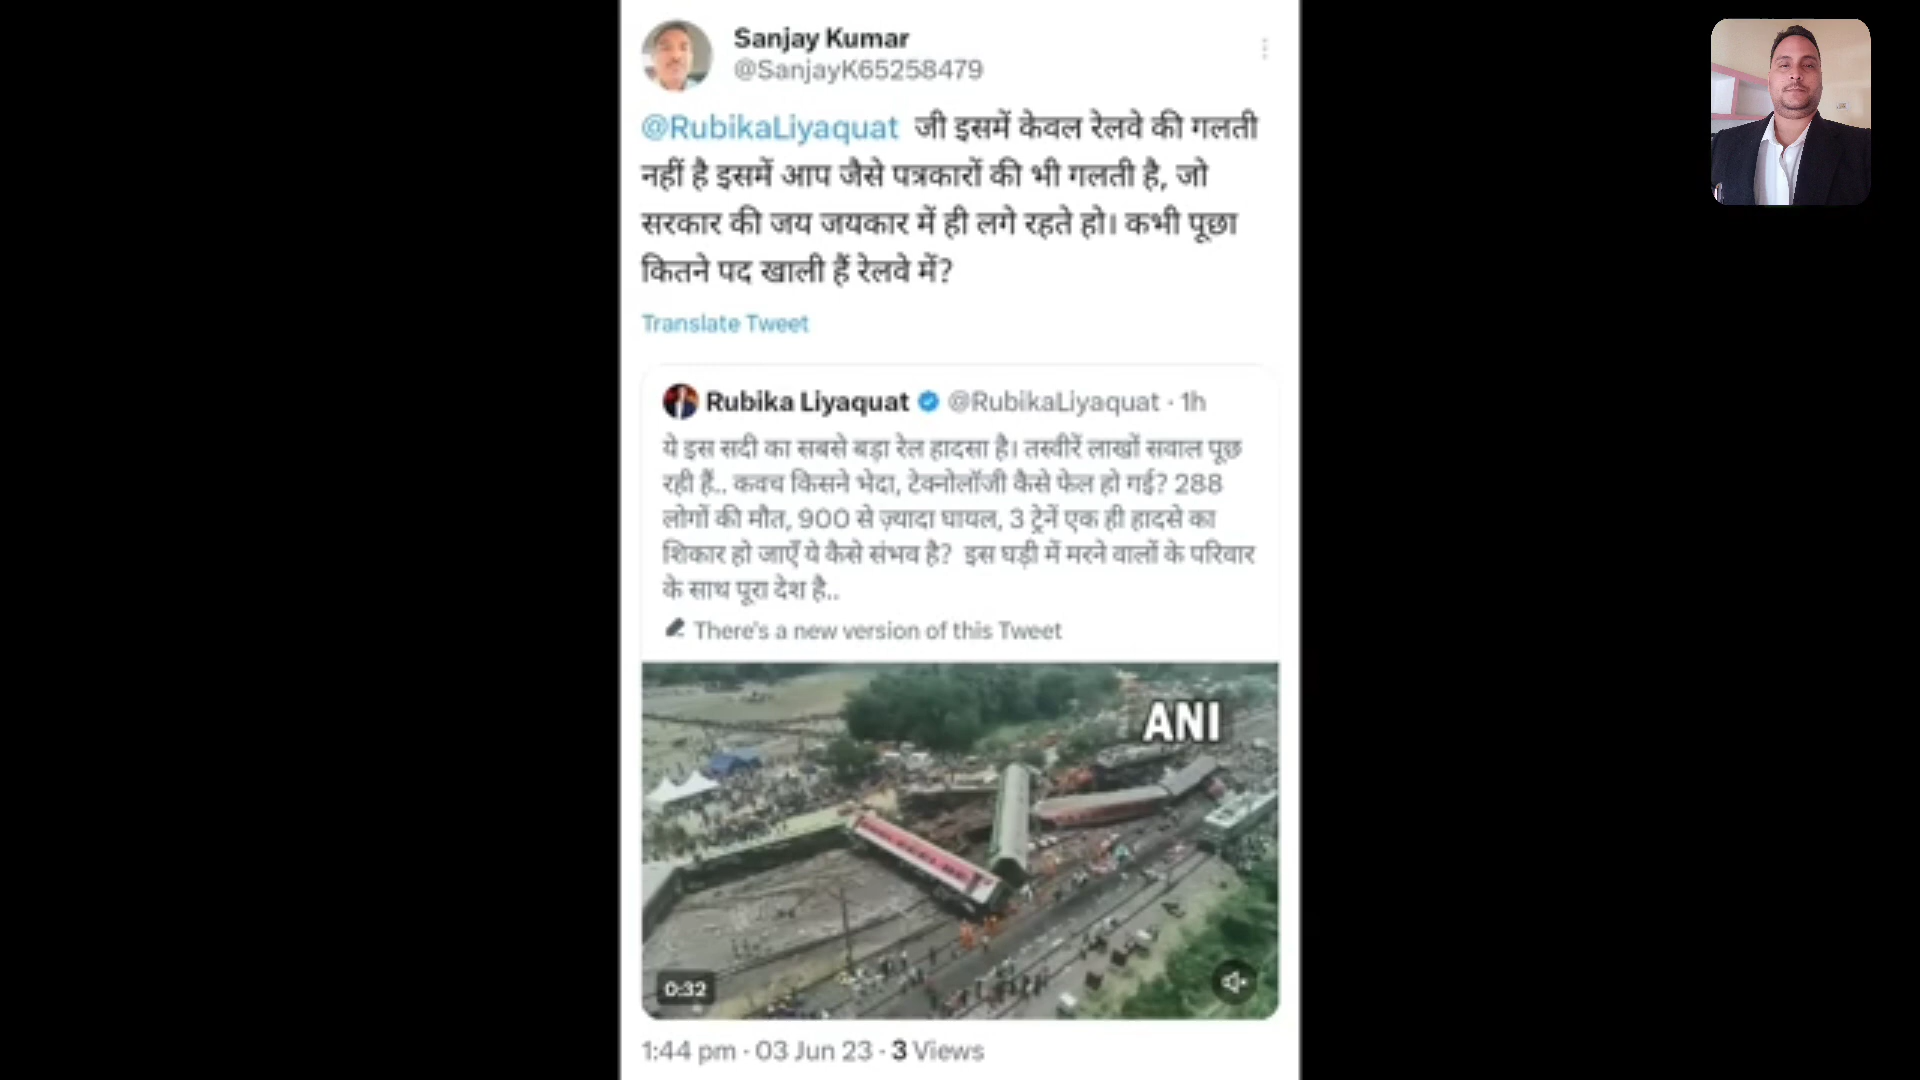 Sanjay Kumar
@SanjayK65258479
@RubikaLiyaquat जी इसमें केवल रेलवे की गलती
नहीं है इसमें आप जैसे पत्रकारों की भी गलती है, जो
सरकार की जय जयकार में ही लगे रहते हो। कभी पूछा
कितने पद खाली हैं रेलवे में?
Translate Tweet
Rubika Liyaquat @RubikaLiyaquat · 1h
ये इस सदी का सबसे बड़ा रेल हादसा है। तस्वीरें लाखों सवाल पूछ
रही हैं.. कवच किसने भेदा, टेक्नोलॉजी कैसे फेल हो गई? 288
लोगों की मौत, 900 से ज़्यादा घायल, 3 ट्रेनें एक ही हादसे का
शिकार हो जाएँ ये कैसे संभव है? इस घड़ी में मरने वालों के परिवार
के साथ पूरा देश है..
There's a new version of this Tweet
ANI
0:32
1:44 pm · 03 Jun 23 · 3 Views